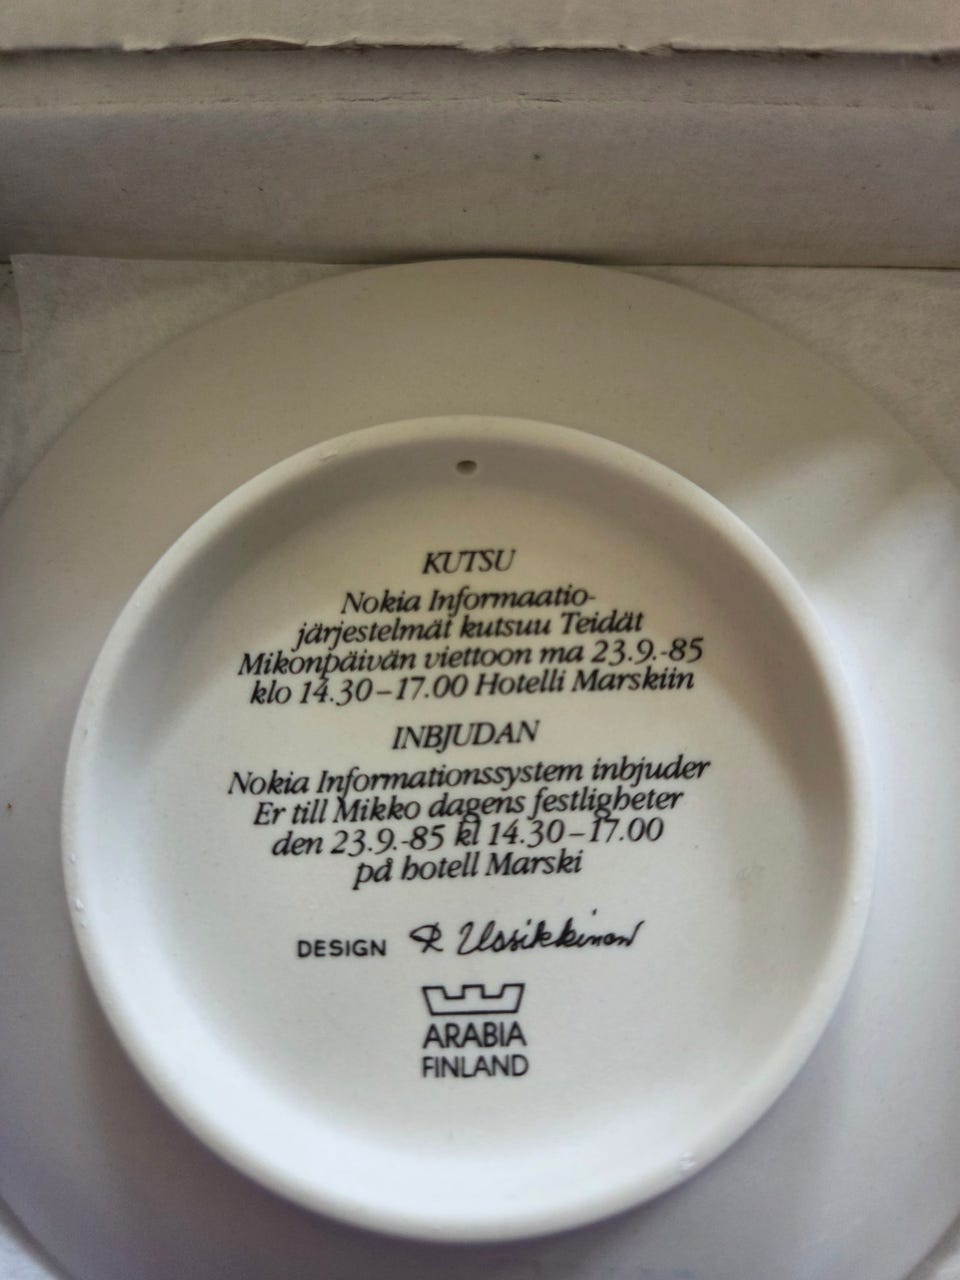 KUTSU
Nokia Informaatio-
järjestelmät kutsuu Teidät
Mikonpäivän viettoon ma 23.9.-85
klo 14.30–17.00 Hotelli Marskiin
INBJUDAN
Nokia Informationssystem inbjuder
Er till Mikko dagens festligheter
den 23.9.-85 kl 14.30–17.00
på hotell Marski
DESIGN R Uosikkinen
ARABIA
FINLAND